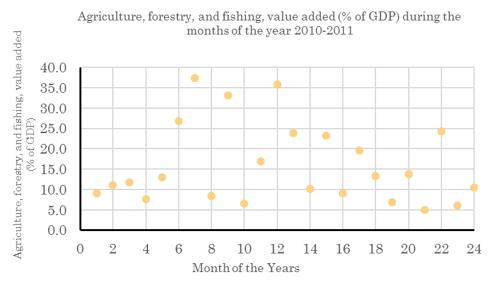 Agriculture, forestry, and fishing, value added (% of GDP) during the
months of the year 2010-2011
Agriculture, forestry, and fishing, value added
(% of GDP)
40.0
35.0
30.0
25.0
20.0
15.0
10.0
5.0
0.0
0 2 4 6 8 10 12 14 16 18 20 22 24
Month of the Years